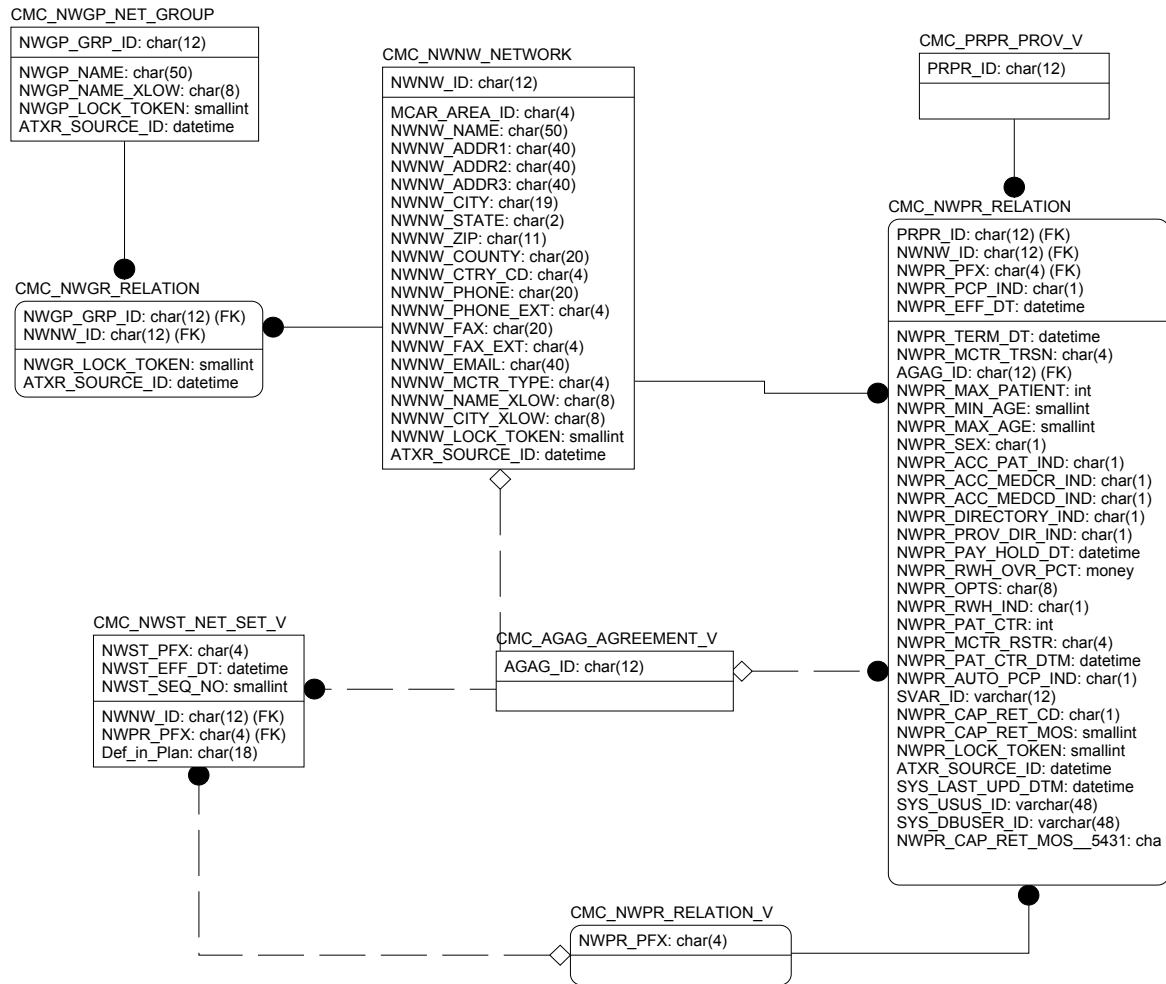 CMC_NWGP_NET_GROUP
NWGP_GRP_ID: char(12)
NWGP_NAME: char(50)
NWGP_NAME_XLOW: char(8)
NWGP_LOCK_TOKEN: smallint
ATXR_SOURCE_ID: datetime
CMC_NWNW_NETWORK
NWNW_ID: char(12)
MCAR_AREA_ID: char(4)
NWNW_NAME: char(50)
NWNW_ADDR1: char(40)
NWNW_ADDR2: char(40)
NWNW_ADDR3: char(40)
NWNW_CITY: char(19)
NWNW_STATE: char(2)
NWNW_ZIP: char(11)
NWNW_COUNTY: char(20)
NWNW_CTRY_CD: char(4)
NWNW_PHONE: char(20)
NWNW_PHONE_EXT: char(4)
NWNW_FAX: char(20)
NWNW_FAX_EXT: char(4)
NWNW_EMAIL: char(40)
NWNW_MCTR_TYPE: char(4)
NWNW_NAME_XLOW: char(8)
NWNW_CITY_XLOW: char(8)
NWNW_LOCK_TOKEN: smallint
ATXR_SOURCE_ID: datetime
CMC_PRPR_PROV_V
PRPR_ID: char(12)
CMC_NWGR_RELATION
NWGP_GRP_ID: char(12) (FK)
NWNW_ID: char(12) (FK)
NWGR_LOCK_TOKEN: smallint
ATXR_SOURCE_ID: datetime
CMC_NWPR_RELATION
PRPR_ID: char(12) (FK)
NWNW_ID: char(12) (FK)
NWPR_PFX: char(4) (FK)
NWPR_PCP_IND: char(1)
NWPR_EFF_DT: datetime
NWPR_TERM_DT: datetime
NWPR_MCTR_TRSN: char(4)
AGAG_ID: char(12) (FK)
NWPR_MAX_PATIENT: int
NWPR_MIN_AGE: smallint
NWPR_MAX_AGE: smallint
NWPR_SEX: char(1)
NWPR_ACC_PAT_IND: char(1)
NWPR_ACC_MEDCR_IND: char(1)
NWPR_ACC_MEDCD_IND: char(1)
NWPR_DIRECTORY_IND: char(1)
NWPR_PROV_DIR_IND: char(1)
NWPR_PAY_HOLD_DT: datetime
NWPR_RWH_OVR_PCT: money
NWPR_OPTS: char(8)
NWPR_RWH_IND: char(1)
NWPR_PAT_CTR: int
NWPR_MCTR_RSTR: char(4)
NWPR_PAT_CTR_DTM: datetime
NWPR_AUTO_PCP_IND: char(1)
SVAR_ID: varchar(12)
NWPR_CAP_RET_CD: char(1)
NWPR_CAP_RET_MOS: smallint
NWPR_LOCK_TOKEN: smallint
ATXR_SOURCE_ID: datetime
SYS_LAST_UPD_DTM: datetime
SYS_USUS_ID: varchar(48)
SYS_DBUSER_ID: varchar(48)
NWPR_CAP_RET_MOS__5431: cha
CMC_NWST_NET_SET_V
NWST_PFX: char(4)
NWST_EFF_DT: datetime
NWST_SEQ_NO: smallint
NWNW_ID: char(12) (FK)
NWPR_PFX: char(4) (FK)
Def_in_Plan: char(18)
CMC_AGAG_AGREEMENT_V
AGAG_ID: char(12)
CMC_NWPR_RELATION_V
NWPR_PFX: char(4)